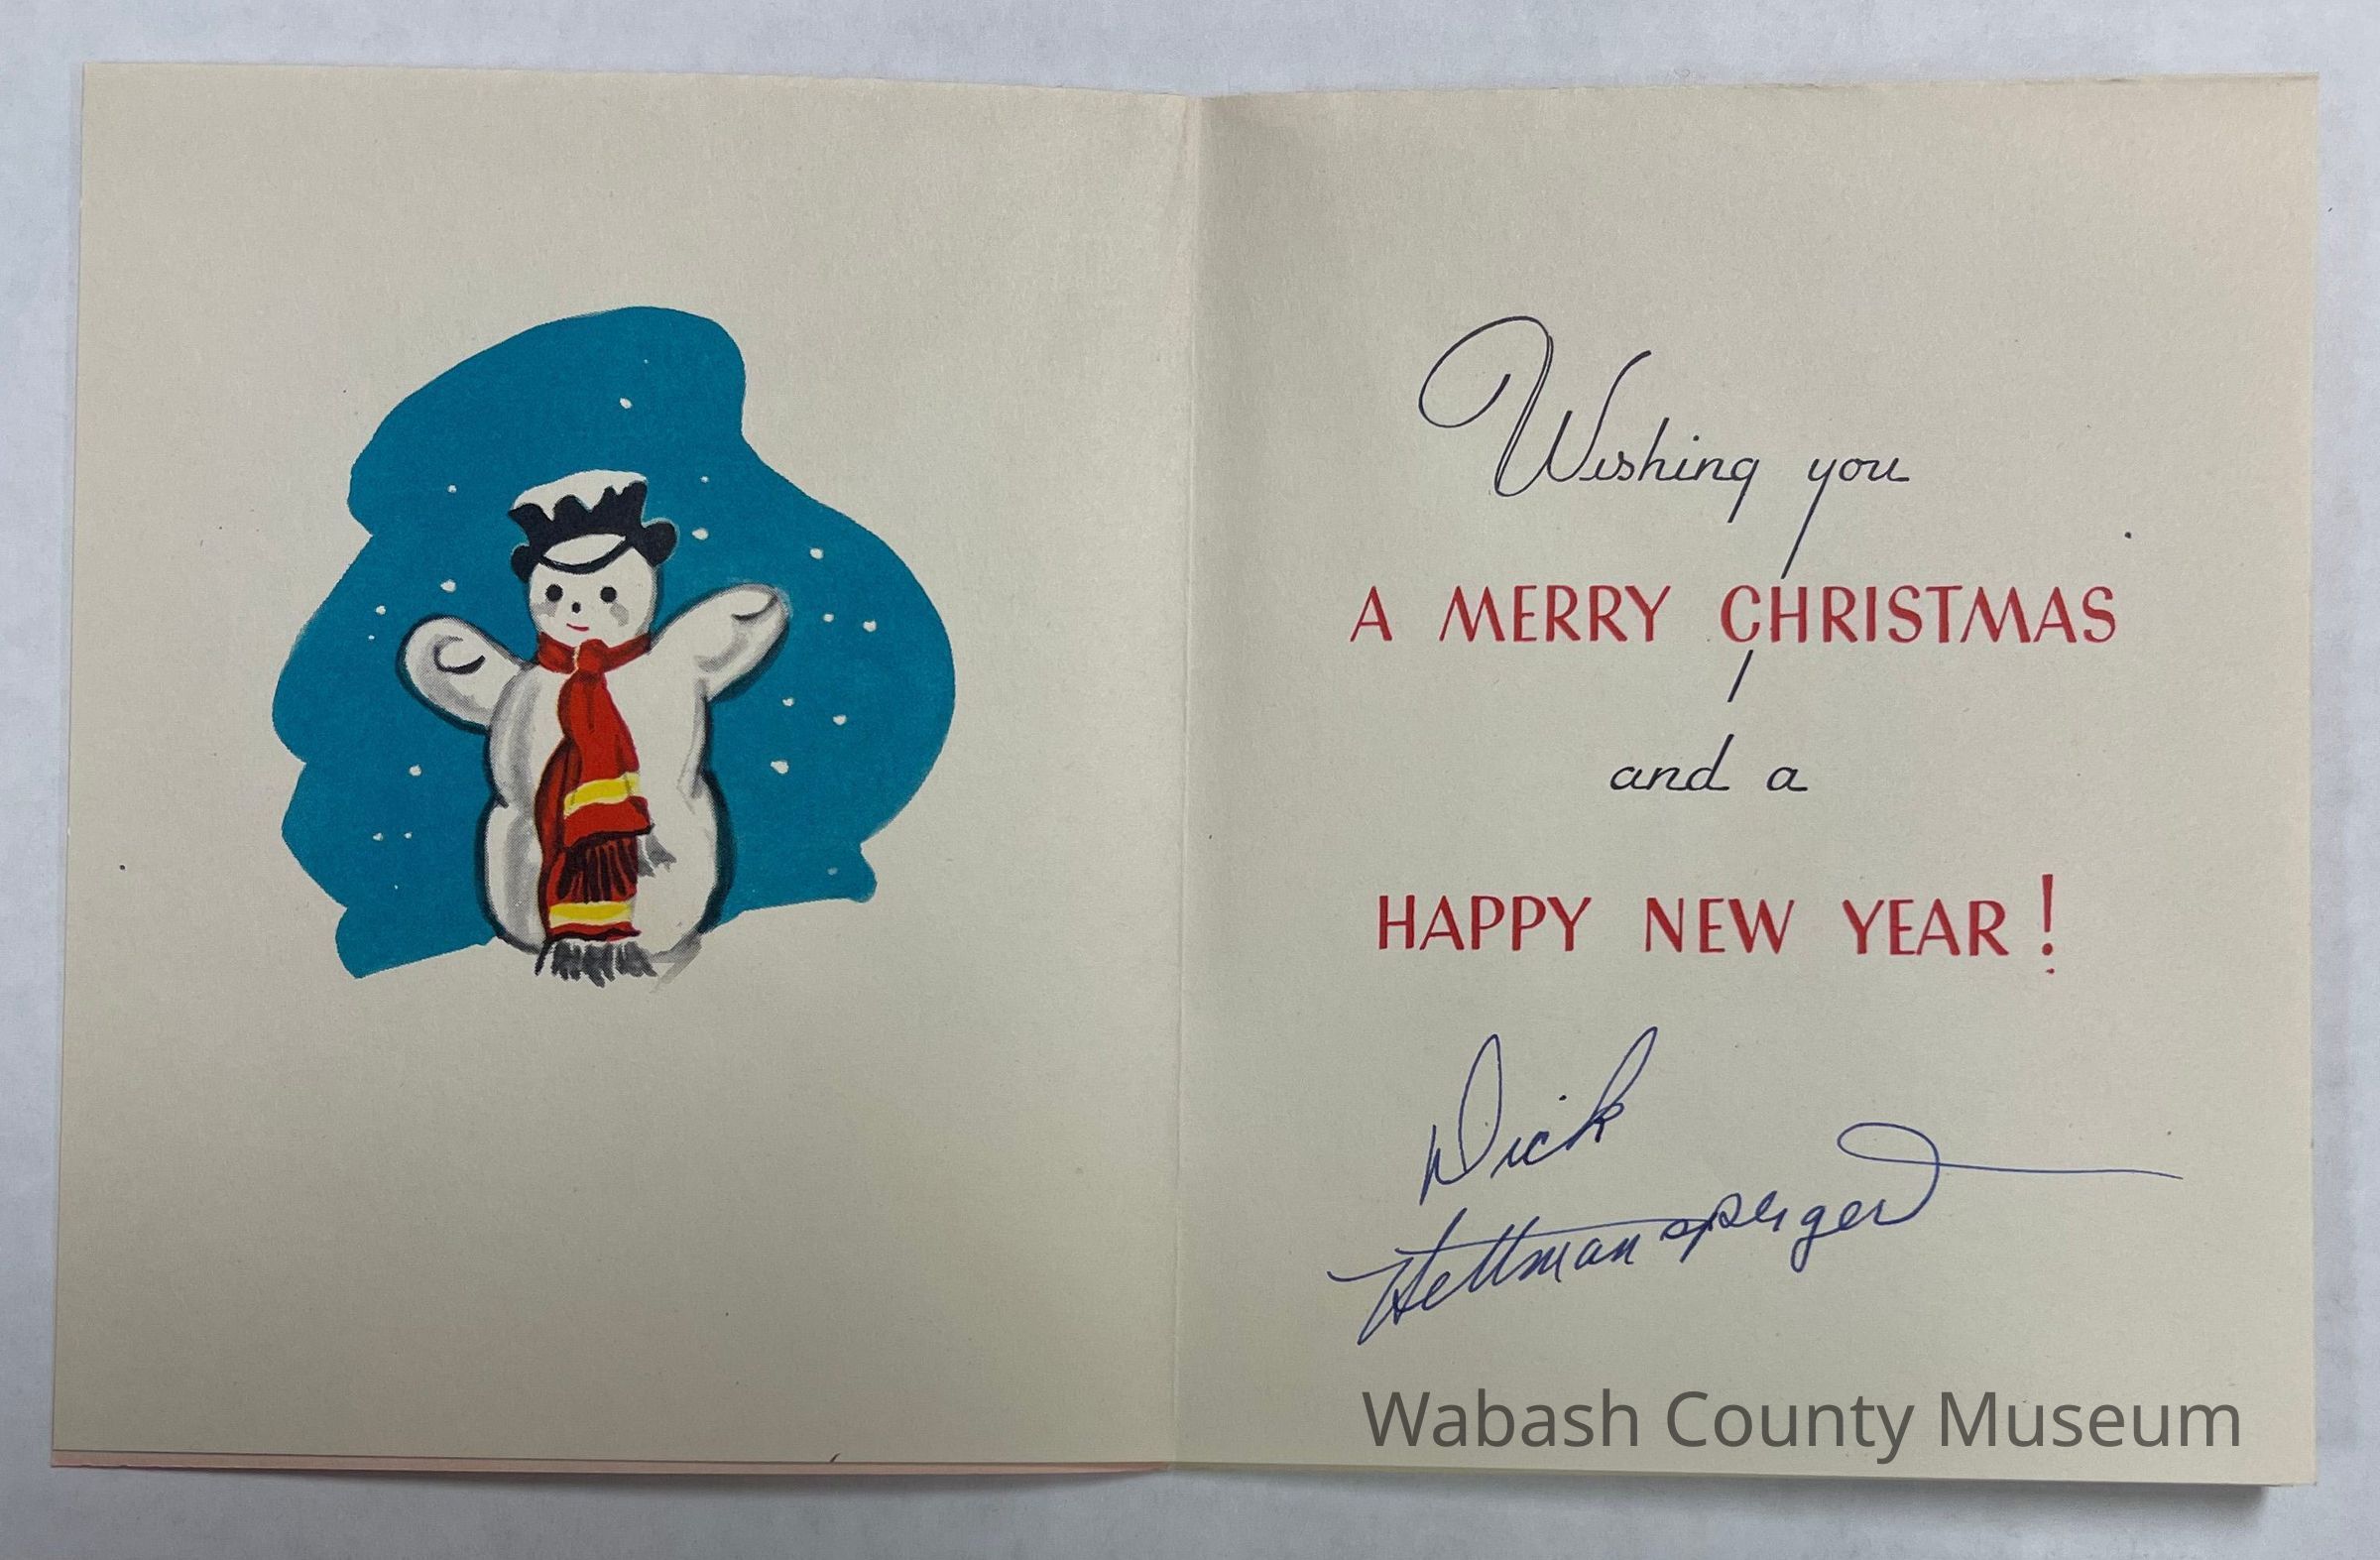 Wishing you
A MERRY CHRISTMAS
and a
HAPPY NEW YEAR!
Dick
Hettmansperger
Wabash County Museum